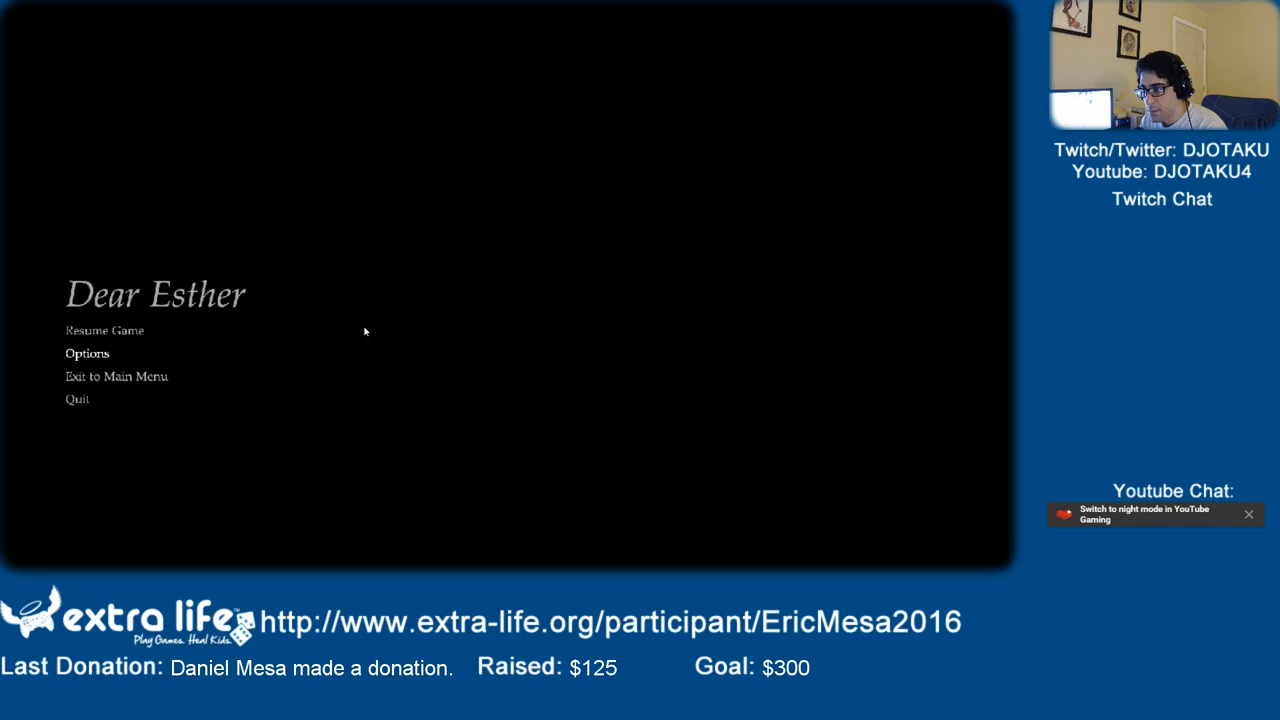 Dear Esther
Resume Game
Options
Exit to Main Menu
Quit
Twitch/Twitter: DJOTAKU
Youtube: DJOTAKU4
Twitch Chat
Youtube Chat:
Switch to night mode in YouTube
Gaming
extra life
Play Games. Heal Kids.
http://www.extra-life.org/participant/EricMesa2016
Last Donation: Daniel Mesa made a donation. Raised: $125 Goal: $300